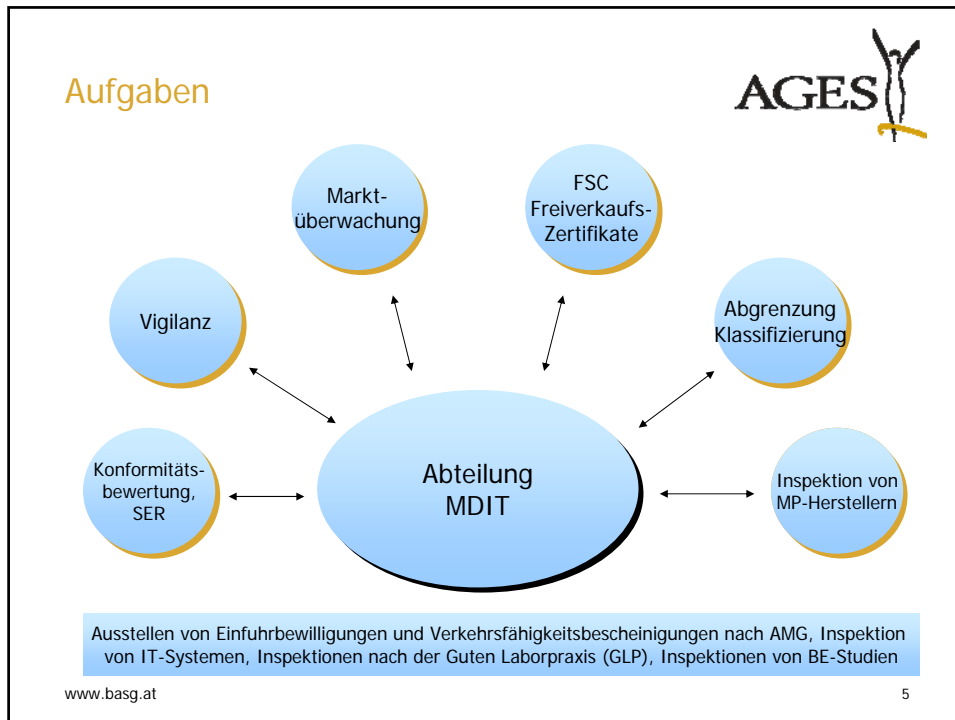 Aufgaben
AGES
Markt-
überwachung
FSC
Freiverkaufs-
Zertifikate
Vigilanz
Abgrenzung
Klassifizierung
Konformitäts-
bewertung,
SER
Abteilung
MDIT
Inspektion von
MP-Herstellern
Ausstellen von Einfuhrbewilligungen und Verkehrsfähigkeitsbescheinigungen nach AMG, Inspektion
von IT-Systemen, Inspektionen nach der Guten Laborpraxis (GLP), Inspektionen von BE-Studien
www.basg.at
5